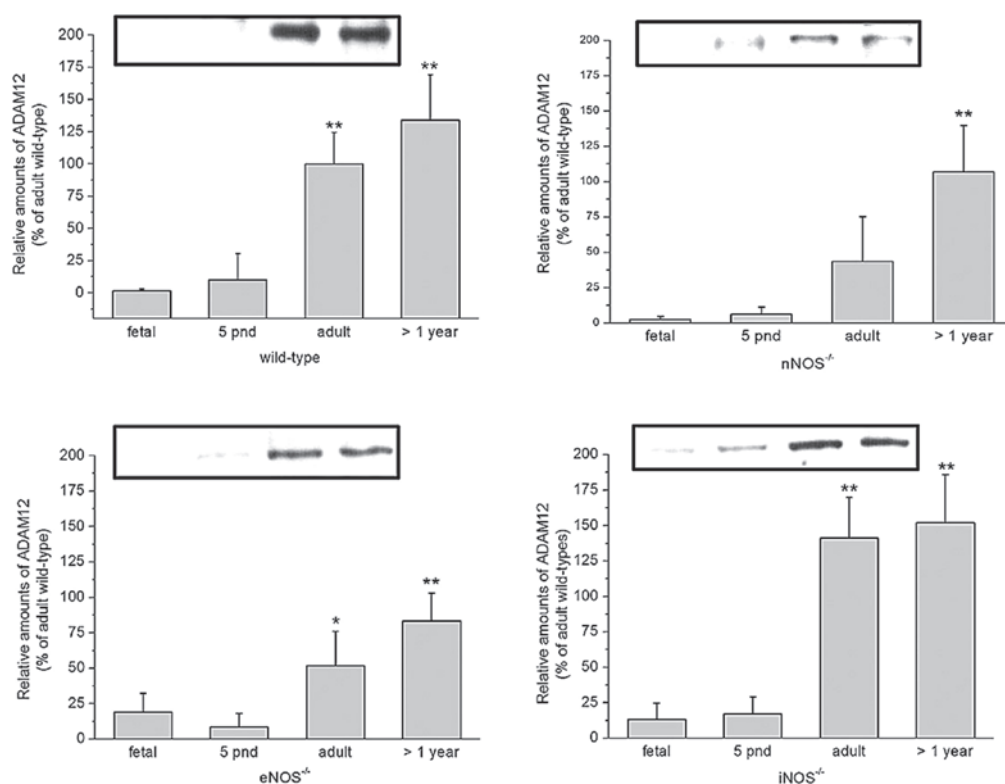 Relative amounts of ADAM12
(% of adult wild-type)
200
175
150
125
100
75
50
25
0
**
**
fetal 5 pnd adult > 1 year
wild-type
Relative amounts of ADAM12
(% of adult wild-type)
200
175
150
125
100
75
50
25
0
**
fetal 5 pnd adult > 1 year
nNOS-/-
Relative amounts of ADAM12
(% of adult wild-type)
200
175
150
125
100
75
50
25
0
*
**
fetal 5 pnd adult > 1 year
eNOS-/-
Relative amounts of ADAM12
(% of adult wild-types)
200
175
150
125
100
75
50
25
0
**
**
fetal 5 pnd adult > 1 year
iNOS-/-